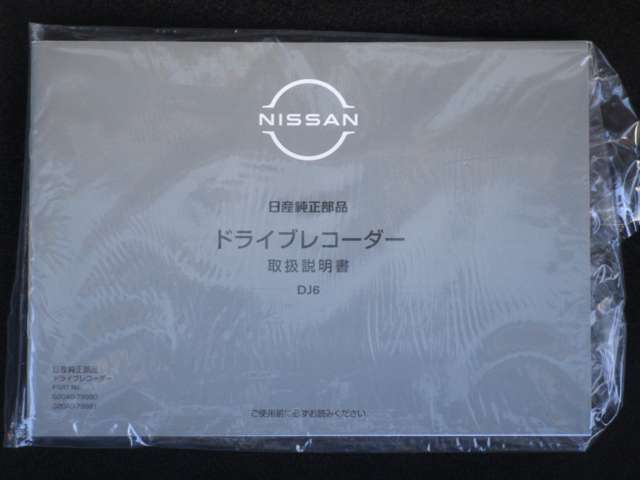 NISSAN
日産純正部品
ドライブレコーダー
取扱説明書
DJ6
日産純正部品
ドライブレコーダー
PART No.
ご使用前に必ずお読みください。